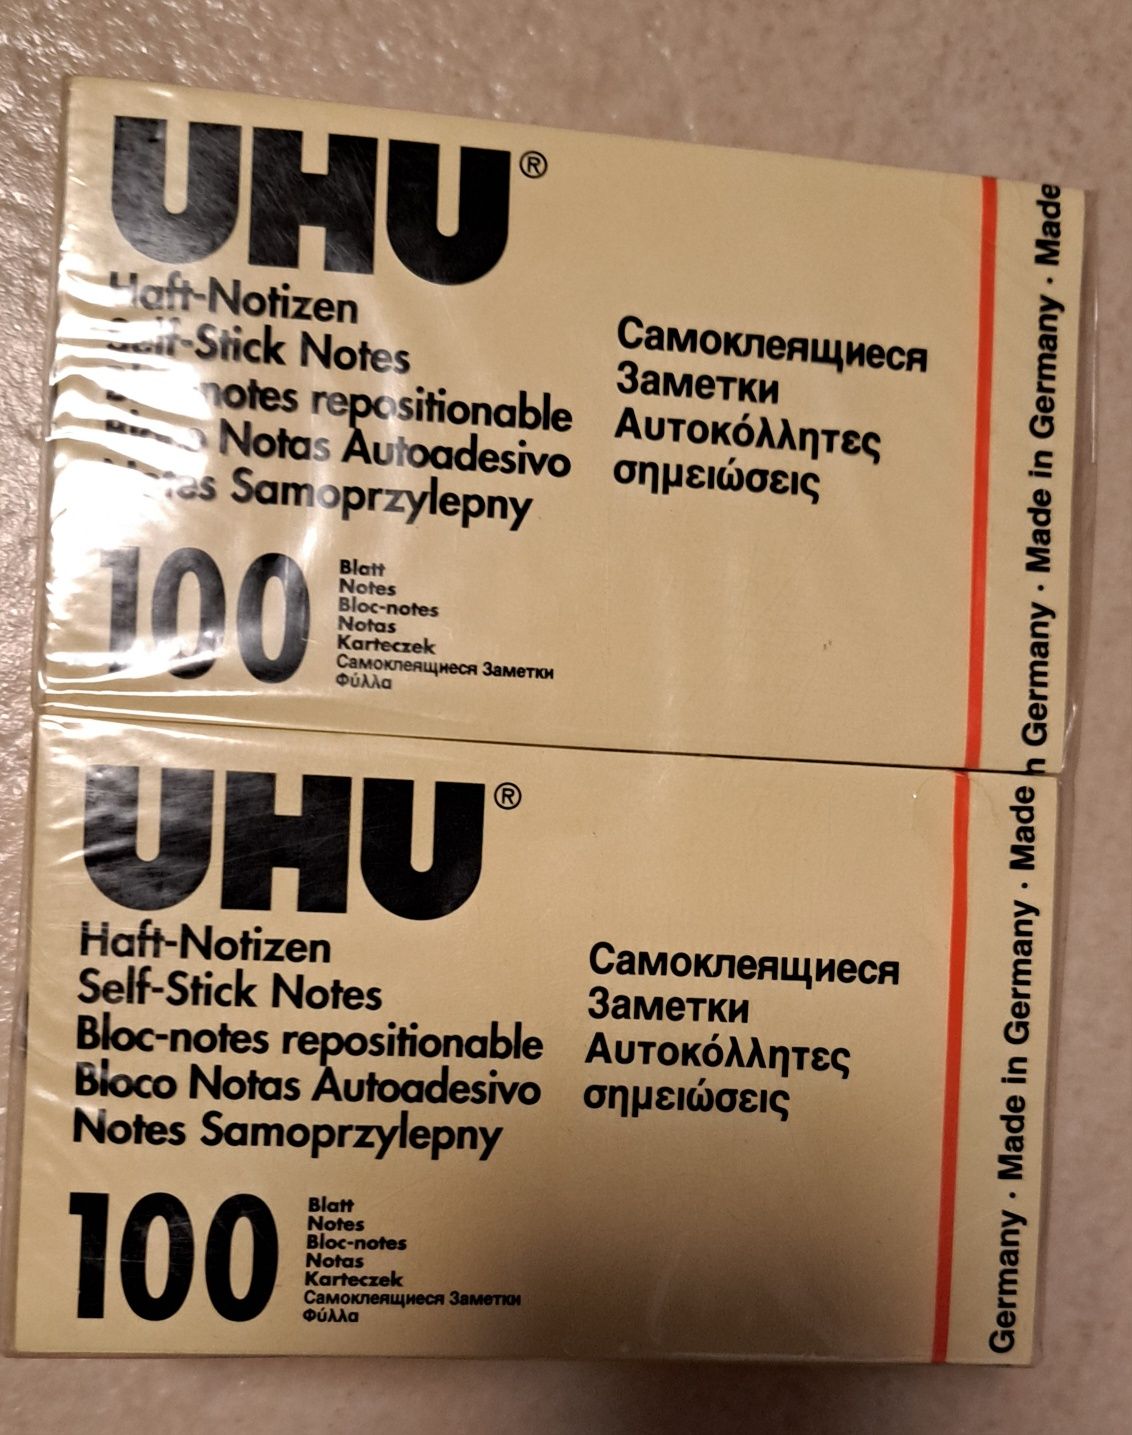 UHU®
Haft-Notizen
Self-Stick Notes
Bloc-notes repositionable
Bloco Notas Autoadesivo
Notes Samoprzylepny
Самоклеящиеся
Заметки
Αυτοκόλλητες
σημειώσεις
100
Blatt
Notes
Bloc-notes
Notas
Karteczek
Самоклеящиеся Заметки
Φύλλα
n Germany · Made in Germany · Made
UHU®
Haft-Notizen
Self-Stick Notes
Bloc-notes repositionable
Bloco Notas Autoadesivo
Notes Samoprzylepny
Самоклеящиеся
Заметки
Αυτοκόλλητες
σημειώσεις
100
Blatt
Notes
Bloc-notes
Notas
Karteczek
Самоклеящиеся Заметки
Φύλλα
Germany · Made in Germany · Made